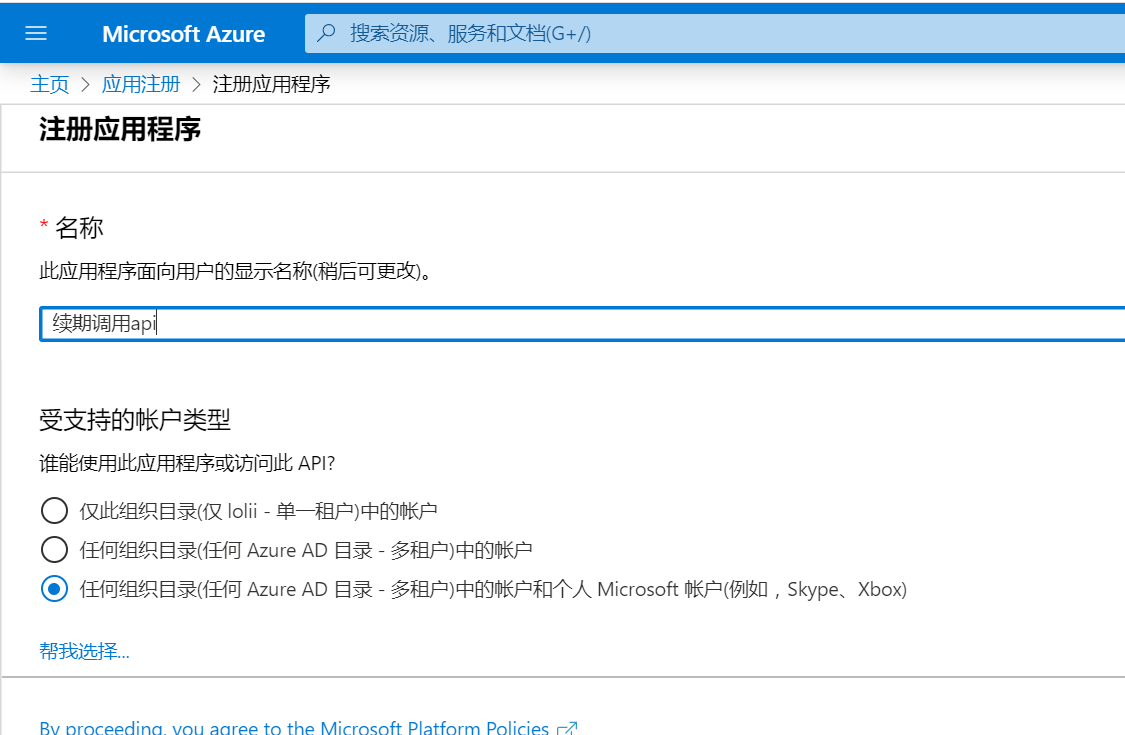 Microsoft Azure
搜索资源、服务和文档(G+/)
主页 > 应用注册 > 注册应用程序
注册应用程序
* 名称
此应用程序面向用户的显示名称(稍后可更改)。
续期调用api
受支持的帐户类型
谁能使用此应用程序或访问此 API?
仅此组织目录(仅 lolii - 单一租户)中的帐户
任何组织目录(任何 Azure AD 目录 - 多租户)中的帐户
任何组织目录(任何 Azure AD 目录 - 多租户)中的帐户和个人 Microsoft 帐户(例如，Skype、Xbox)
帮我选择...
By proceeding, you agree to the Microsoft Platform Policies